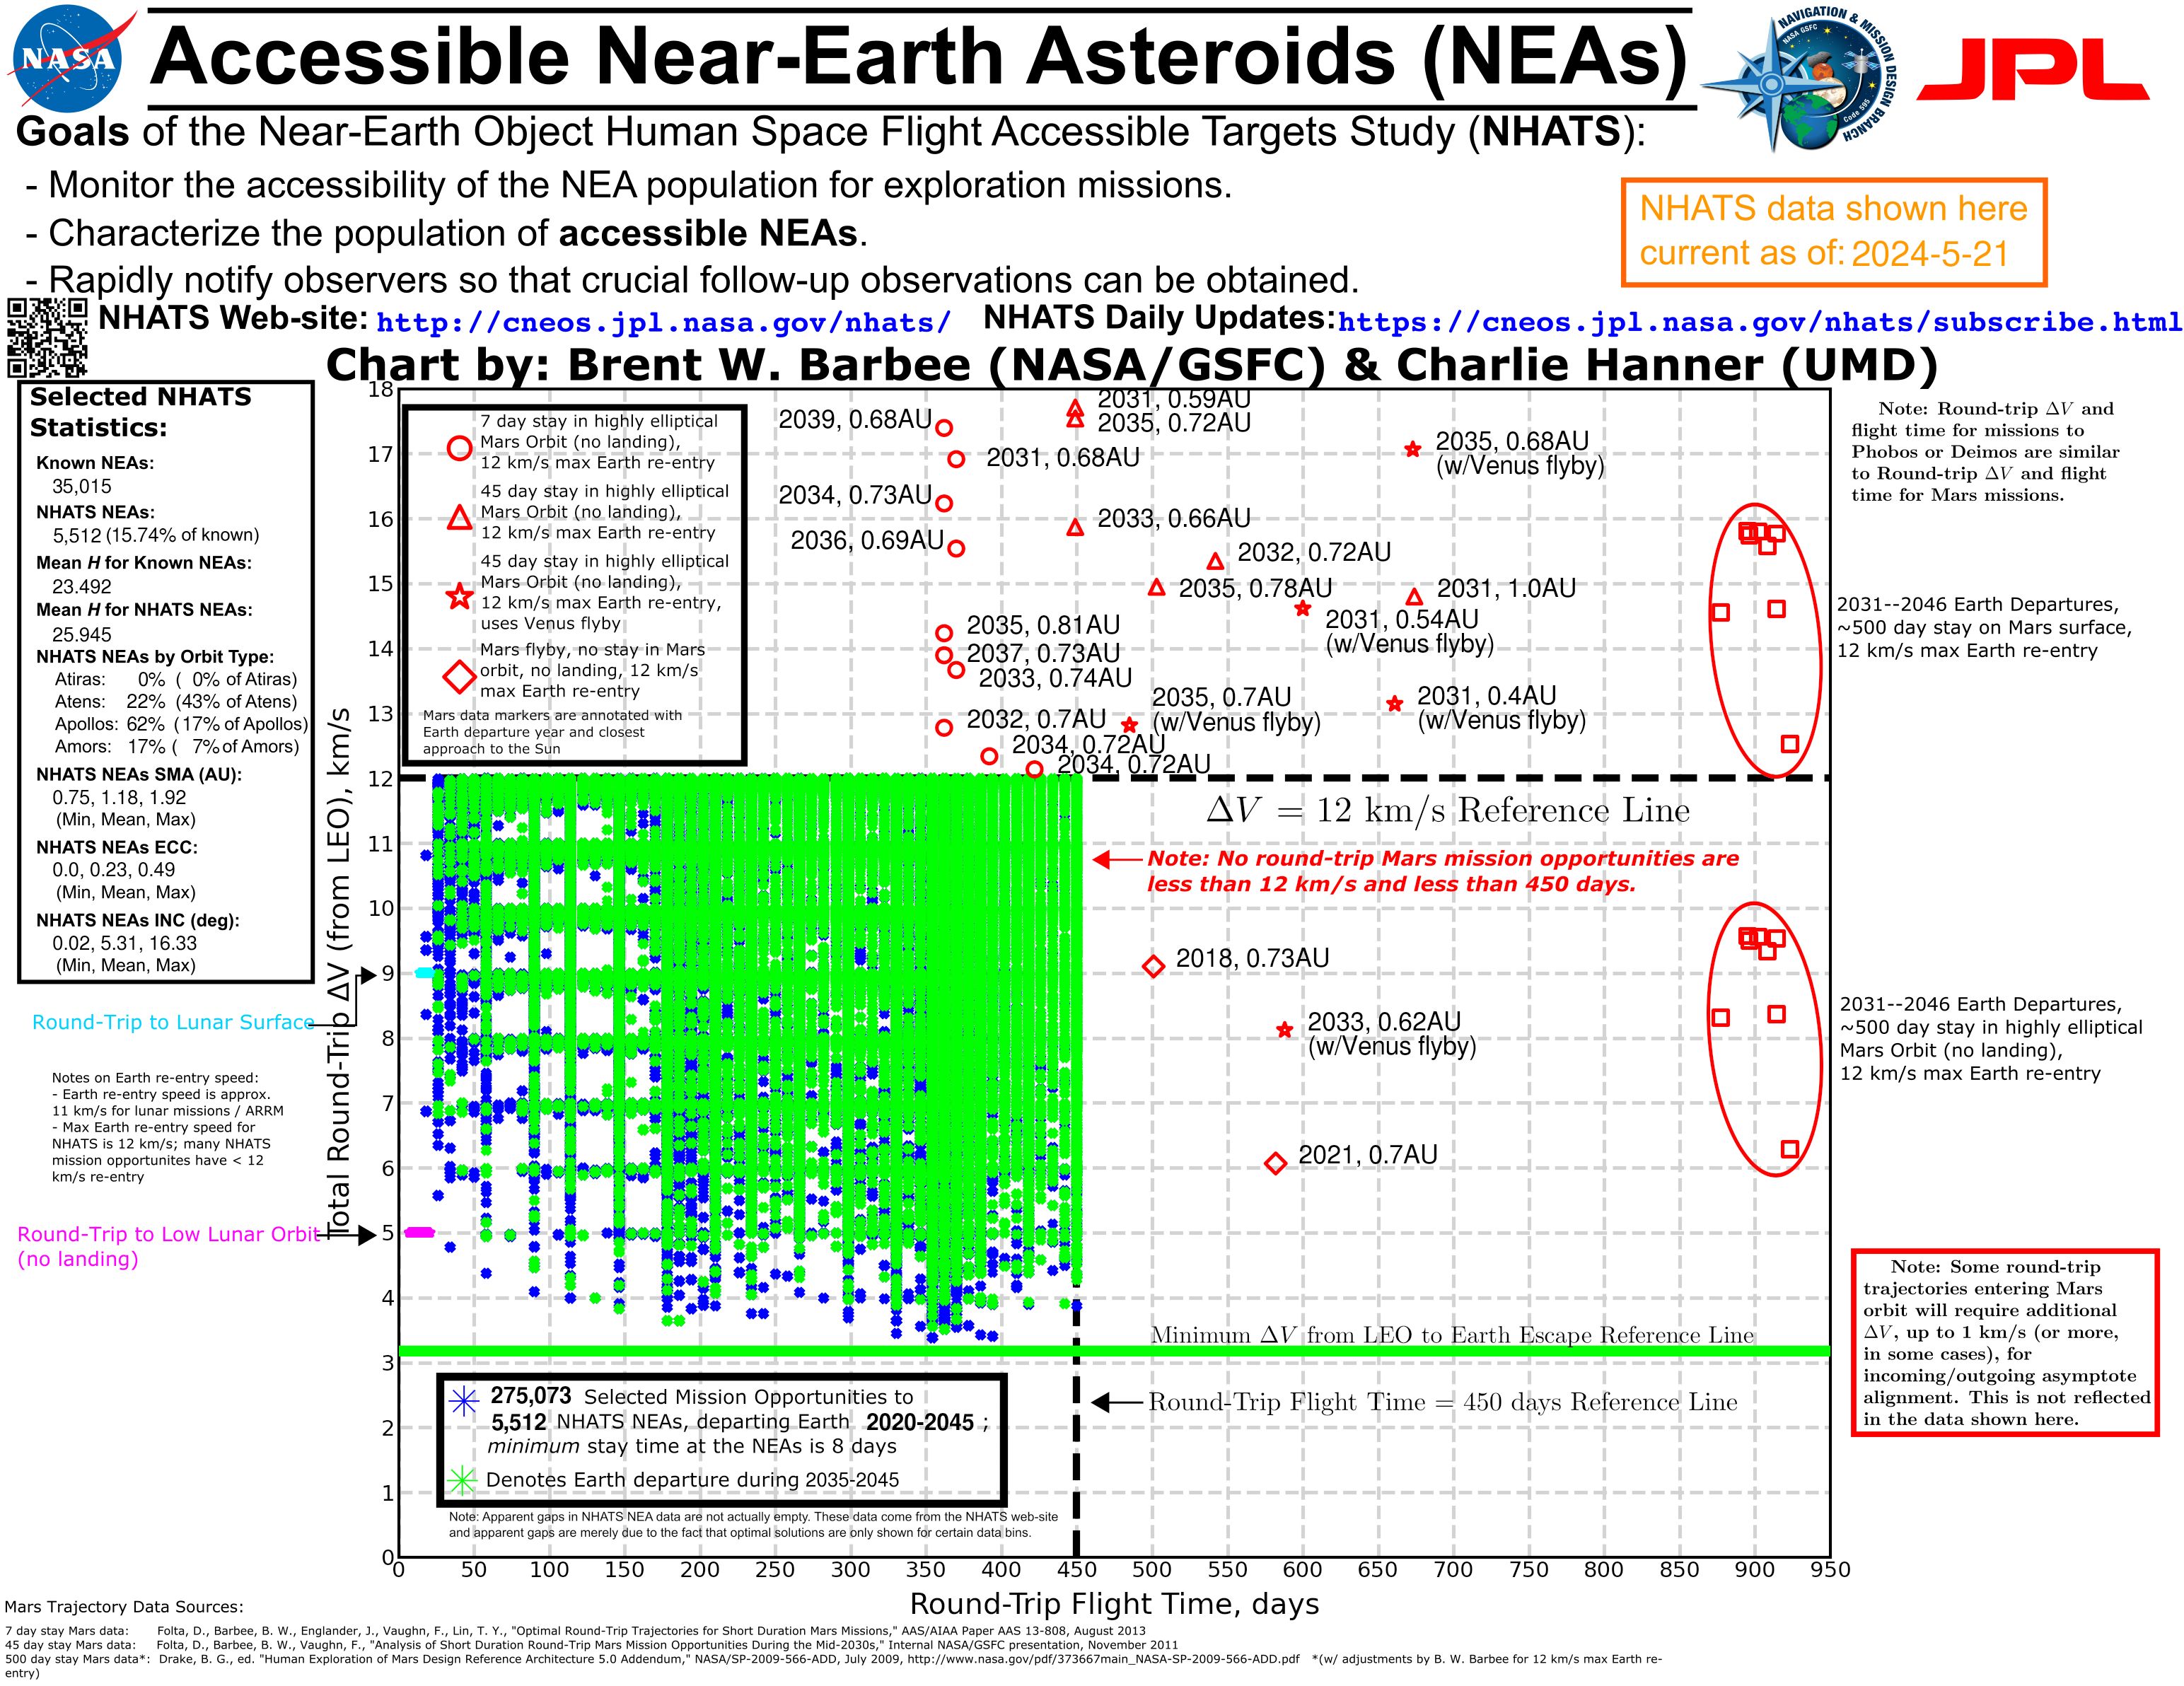 NASA
Accessible Near-Earth Asteroids (NEAs)
NAVIGATION & MISSION DESIGN BRANCH
NASA GSFC
Code 595
JPL
Goals of the Near-Earth Object Human Space Flight Accessible Targets Study (NHATS):
- Monitor the accessibility of the NEA population for exploration missions.
- Characterize the population of accessible NEAs.
- Rapidly notify observers so that crucial follow-up observations can be obtained.
NHATS data shown here
current as of: 2024-5-21
NHATS Web-site: http://cneos.jpl.nasa.gov/nhats/ NHATS Daily Updates: https://cneos.jpl.nasa.gov/nhats/subscribe.html
Chart by: Brent W. Barbee (NASA/GSFC) & Charlie Hanner (UMD)
Selected NHATS
Statistics:
Known NEAs:
35,015
NHATS NEAs:
5,512 (15.74% of known)
Mean H for Known NEAs:
23.492
Mean H for NHATS NEAs:
25.945
NHATS NEAs by Orbit Type:
Atiras: 0% ( 0% of Atiras)
Atens: 22% (43% of Atens)
Apollos: 62% (17% of Apollos)
Amors: 17% ( 7% of Amors)
NHATS NEAs SMA (AU):
0.75, 1.18, 1.92
(Min, Mean, Max)
NHATS NEAs ECC:
0.0, 0.23, 0.49
(Min, Mean, Max)
NHATS NEAs INC (deg):
0.02, 5.31, 16.33
(Min, Mean, Max)
Round-Trip to Lunar Surface
Notes on Earth re-entry speed:
- Earth re-entry speed is approx.
11 km/s for lunar missions / ARRM
- Max Earth re-entry speed for
NHATS is 12 km/s; many NHATS
mission opportunites have < 12
km/s re-entry
Round-Trip to Low Lunar Orbit
(no landing)
Total Round-Trip ΔV (from LEO), km/s
18
17
16
15
14
13
12
11
10
9
8
7
6
5
4
3
2
1
0
7 day stay in highly elliptical
Mars Orbit (no landing),
12 km/s max Earth re-entry
45 day stay in highly elliptical
Mars Orbit (no landing),
12 km/s max Earth re-entry
45 day stay in highly elliptical
Mars Orbit (no landing),
12 km/s max Earth re-entry,
uses Venus flyby
Mars flyby, no stay in Mars
orbit, no landing, 12 km/s
max Earth re-entry
Mars data markers are annotated with
Earth departure year and closest
approach to the Sun
2039, 0.68AU
2031, 0.59AU
2035, 0.72AU
2031, 0.68AU
2035, 0.68AU
(w/Venus flyby)
2034, 0.73AU
2033, 0.66AU
2036, 0.69AU
2032, 0.72AU
2035, 0.78AU
2031, 1.0AU
2031, 0.54AU
(w/Venus flyby)
2035, 0.81AU
2037, 0.73AU
2033, 0.74AU
2035, 0.7AU
(w/Venus flyby)
2031, 0.4AU
(w/Venus flyby)
2032, 0.7AU
2034, 0.72AU
2034, 0.72AU
ΔV = 12 km/s Reference Line
Note: No round-trip Mars mission opportunities are
less than 12 km/s and less than 450 days.
2018, 0.73AU
2033, 0.62AU
(w/Venus flyby)
2021, 0.7AU
Minimum ΔV from LEO to Earth Escape Reference Line
Round-Trip Flight Time = 450 days Reference Line
275,073 Selected Mission Opportunities to
5,512 NHATS NEAs, departing Earth 2020-2045 ;
minimum stay time at the NEAs is 8 days
Denotes Earth departure during 2035-2045
Note: Apparent gaps in NHATS NEA data are not actually empty. These data come from the NHATS web-site
and apparent gaps are merely due to the fact that optimal solutions are only shown for certain data bins.
0 50 100 150 200 250 300 350 400 450 500 550 600 650 700 750 800 850 900 950
Round-Trip Flight Time, days
Note: Round-trip ΔV and
flight time for missions to
Phobos or Deimos are similar
to Round-trip ΔV and flight
time for Mars missions.
2031--2046 Earth Departures,
~500 day stay on Mars surface,
12 km/s max Earth re-entry
2031--2046 Earth Departures,
~500 day stay in highly elliptical
Mars Orbit (no landing),
12 km/s max Earth re-entry
Note: Some round-trip
trajectories entering Mars
orbit will require additional
ΔV, up to 1 km/s (or more,
in some cases), for
incoming/outgoing asymptote
alignment. This is not reflected
in the data shown here.
Mars Trajectory Data Sources:
7 day stay Mars data: Folta, D., Barbee, B. W., Englander, J., Vaughn, F., Lin, T. Y., "Optimal Round-Trip Trajectories for Short Duration Mars Missions," AAS/AIAA Paper AAS 13-808, August 2013
45 day stay Mars data: Folta, D., Barbee, B. W., Vaughn, F., "Analysis of Short Duration Round-Trip Mars Mission Opportunities During the Mid-2030s," Internal NASA/GSFC presentation, November 2011
500 day stay Mars data*: Drake, B. G., ed. "Human Exploration of Mars Design Reference Architecture 5.0 Addendum," NASA/SP-2009-566-ADD, July 2009, http://www.nasa.gov/pdf/373667main_NASA-SP-2009-566-ADD.pdf *(w/ adjustments by B. W. Barbee for 12 km/s max Earth re-
entry)